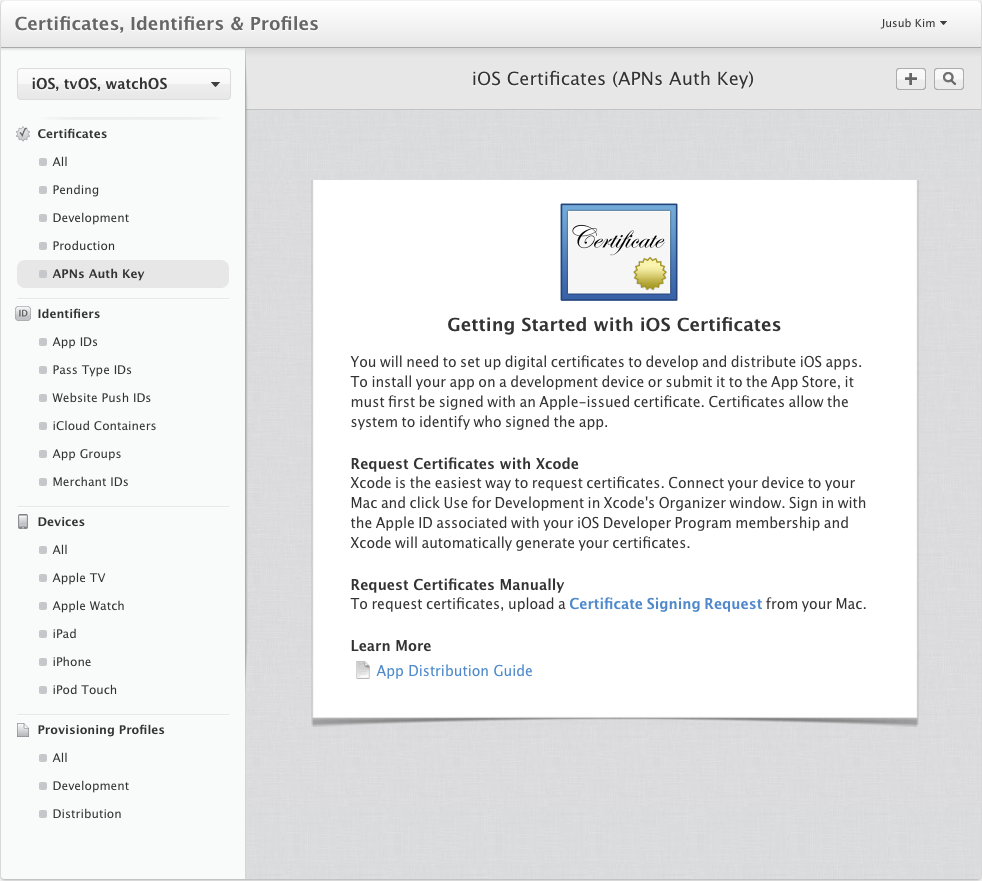 Certificates, Identifiers & Profiles
Jusub Kim
iOS, tvOS, watchOS
Certificates
All
Pending
Development
Production
APNs Auth Key
ID
Identifiers
App IDs
Pass Type IDs
Website Push IDs
iCloud Containers
App Groups
Merchant IDs
Devices
All
Apple TV
Apple Watch
iPad
iPhone
iPod Touch
Provisioning Profiles
All
Development
Distribution
iOS Certificates (APNs Auth Key)
Certificate
Getting Started with iOS Certificates
You will need to set up digital certificates to develop and distribute iOS apps.
To install your app on a development device or submit it to the App Store, it
must first be signed with an Apple-issued certificate. Certificates allow the
system to identify who signed the app.
Request Certificates with Xcode
Xcode is the easiest way to request certificates. Connect your device to your
Mac and click Use for Development in Xcode's Organizer window. Sign in with
the Apple ID associated with your iOS Developer Program membership and
Xcode will automatically generate your certificates.
Request Certificates Manually
To request certificates, upload a Certificate Signing Request from your Mac.
Learn More
App Distribution Guide